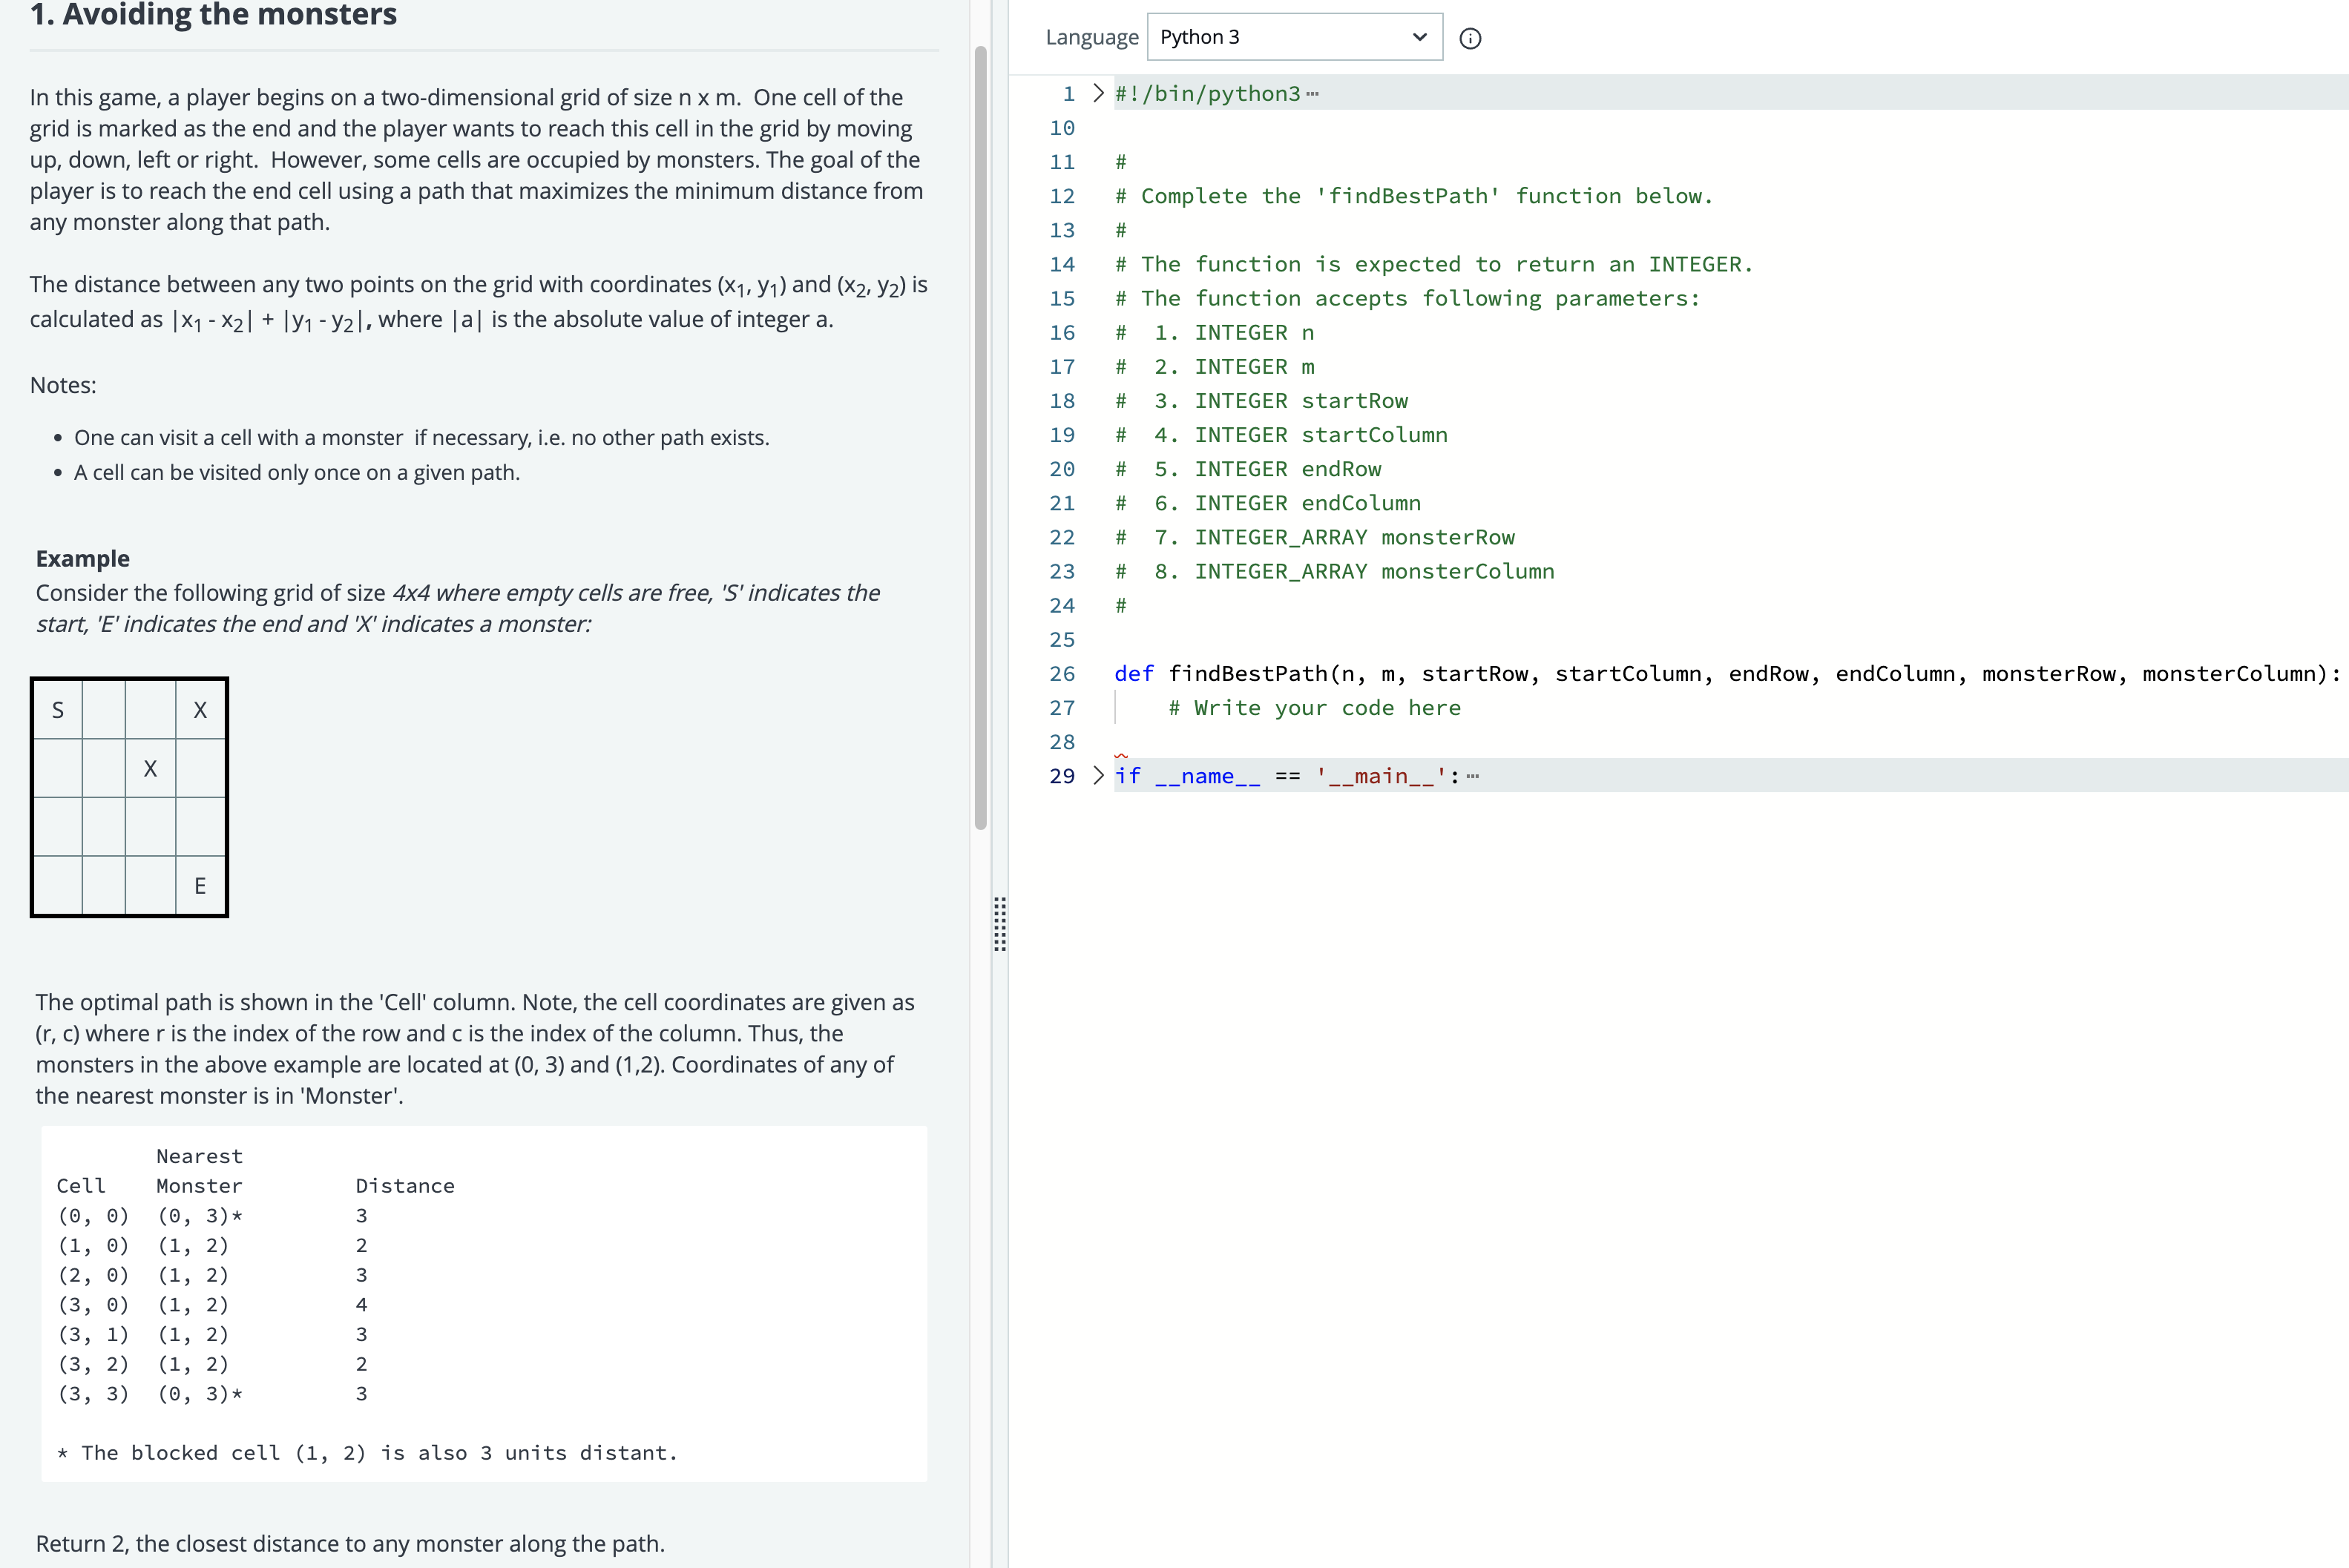 1. Avoiding the monsters
In this game, a player begins on a two-dimensional grid of size n x m.  One cell of the
grid is marked as the end and the player wants to reach this cell in the grid by moving
up, down, left or right.  However, some cells are occupied by monsters. The goal of the
player is to reach the end cell using a path that maximizes the minimum distance from
any monster along that path.
The distance between any two points on the grid with coordinates (x1, y1) and (x2, y2) is
calculated as |x1 - x2| + |y1 - y2|, where |a| is the absolute value of integer a.
Notes:
• One can visit a cell with a monster  if necessary, i.e. no other path exists.
• A cell can be visited only once on a given path.
Example
Consider the following grid of size 4x4 where empty cells are free, 'S' indicates the
start, 'E' indicates the end and 'X' indicates a monster:
S X
X
E
The optimal path is shown in the 'Cell' column. Note, the cell coordinates are given as
(r, c) where r is the index of the row and c is the index of the column. Thus, the
monsters in the above example are located at (0, 3) and (1,2). Coordinates of any of
the nearest monster is in 'Monster'.
Nearest
Cell Monster Distance
(0, 0) (0, 3)* 3
(1, 0) (1, 2) 2
(2, 0) (1, 2) 3
(3, 0) (1, 2) 4
(3, 1) (1, 2) 3
(3, 2) (1, 2) 2
(3, 3) (0, 3)* 3
* The blocked cell (1, 2) is also 3 units distant.
Return 2, the closest distance to any monster along the path.
Language Python 3
1 #!/bin/python3 ⋯
10
11 #
12 # Complete the 'findBestPath' function below.
13 #
14 # The function is expected to return an INTEGER.
15 # The function accepts following parameters:
16 #  1. INTEGER n
17 #  2. INTEGER m
18 #  3. INTEGER startRow
19 #  4. INTEGER startColumn
20 #  5. INTEGER endRow
21 #  6. INTEGER endColumn
22 #  7. INTEGER_ARRAY monsterRow
23 #  8. INTEGER_ARRAY monsterColumn
24 #
25
26 def findBestPath(n, m, startRow, startColumn, endRow, endColumn, monsterRow, monsterColumn):
27     # Write your code here
28
29 if __name__ == '__main__': ⋯